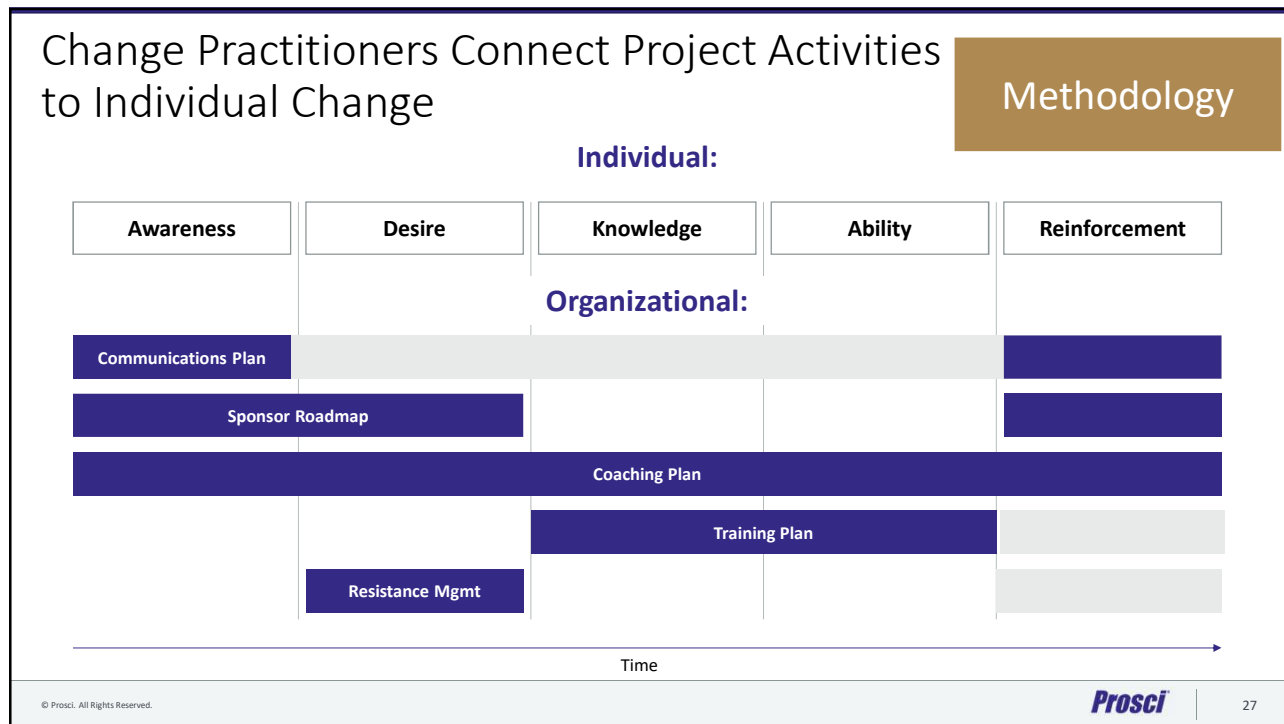 Change Practitioners Connect Project Activities
to Individual Change
Methodology
Individual:
Awareness
Desire
Knowledge
Ability
Reinforcement
Organizational:
Communications Plan
Sponsor Roadmap
Coaching Plan
Training Plan
Resistance Mgmt
Time
© Prosci. All Rights Reserved.
Prosci®
27